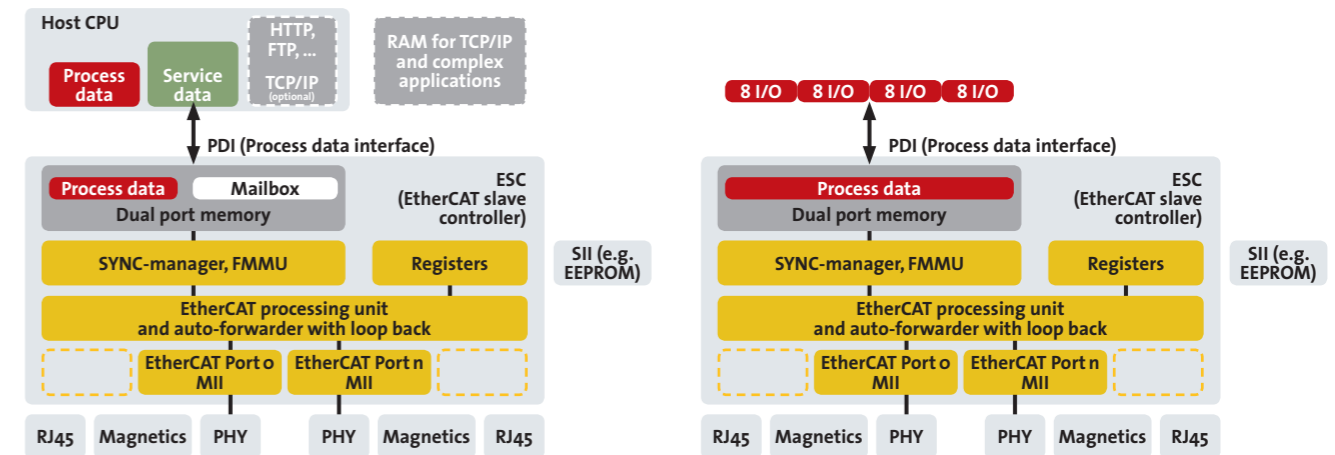 Host CPU
Process
data
Service
data
HTTP,
FTP, ...
TCP/IP
(optional)
RAM for TCP/IP
and complex
applications
PDI (Process data interface)
Process data
Mailbox
Dual port memory
ESC
(EtherCAT slave
controller)
SYNC-manager, FMMU
Registers
SII (e.g.
EEPROM)
EtherCAT processing unit
and auto-forwarder with loop back
EtherCAT Port 0
MII
EtherCAT Port n
MII
RJ45
Magnetics
PHY
PHY
Magnetics
RJ45
8 I/O
8 I/O
8 I/O
8 I/O
PDI (Process data interface)
Process data
Dual port memory
ESC
(EtherCAT slave
controller)
SYNC-manager, FMMU
Registers
SII (e.g.
EEPROM)
EtherCAT processing unit
and auto-forwarder with loop back
EtherCAT Port 0
MII
EtherCAT Port n
MII
RJ45
Magnetics
PHY
PHY
Magnetics
RJ45